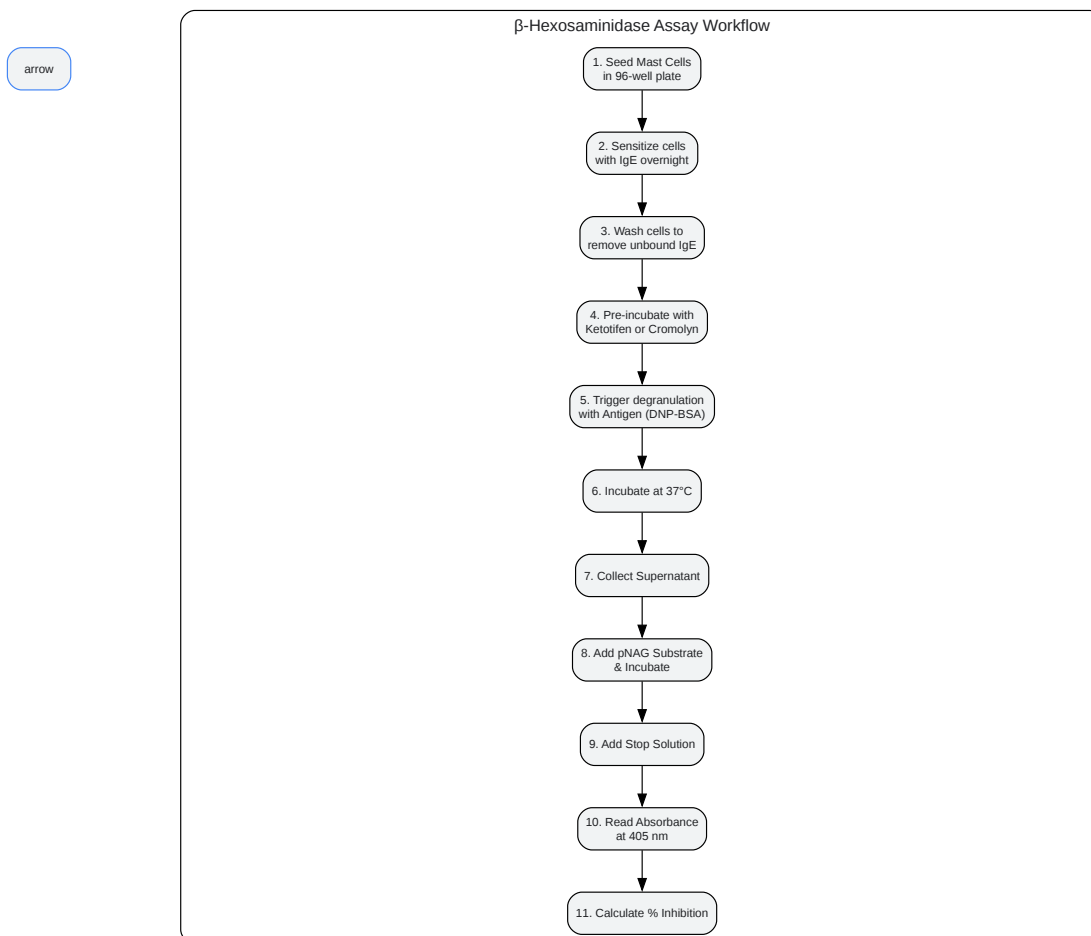 β-Hexosaminidase Assay Workflow
arrow
1. Seed Mast Cells
in 96-well plate
2. Sensitize cells
with IgE overnight
3. Wash cells to
remove unbound IgE
4. Pre-incubate with
Ketotifen or Cromolyn
5. Trigger degranulation
with Antigen (DNP-BSA)
6. Incubate at 37°C
7. Collect Supernatant
8. Add pNAG Substrate
& Incubate
9. Add Stop Solution
10. Read Absorbance
at 405 nm
11. Calculate % Inhibition